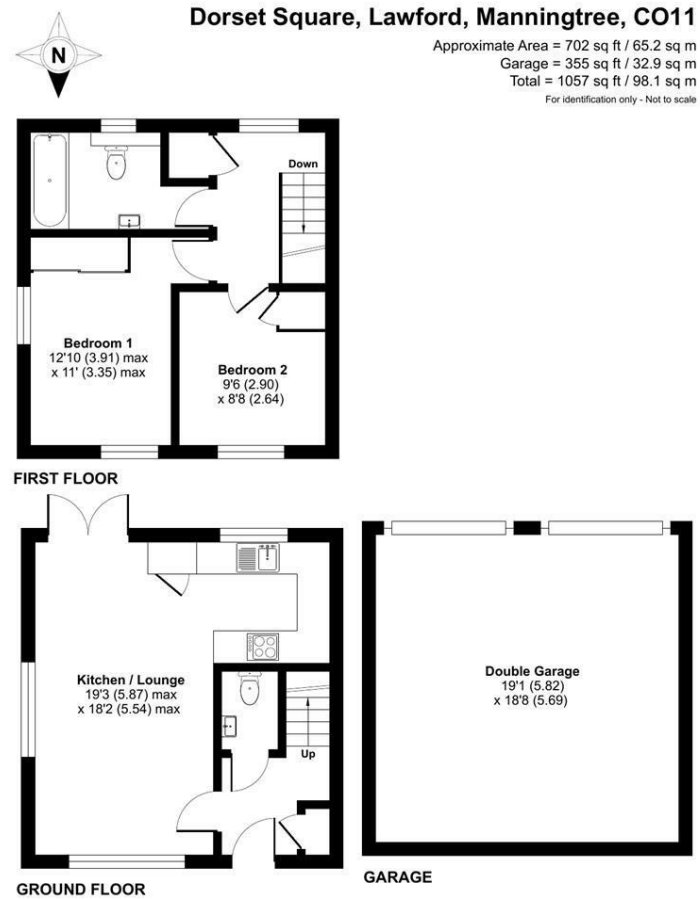 Dorset Square, Lawford, Manningtree, CO11
Approximate Area = 702 sq ft / 65.2 sq m
Garage = 355 sq ft / 32.9 sq m
Total = 1057 sq ft / 98.1 sq m
For identification only - Not to scale
N
Down
Bedroom 1
12'10 (3.91) max
x 11' (3.35) max
Bedroom 2
9'6 (2.90)
x 8'8 (2.64)
FIRST FLOOR
Kitchen / Lounge
19'3 (5.87) max
x 18'2 (5.54) max
Up
GROUND FLOOR
Double Garage
19'1 (5.82)
x 18'8 (5.69)
GARAGE